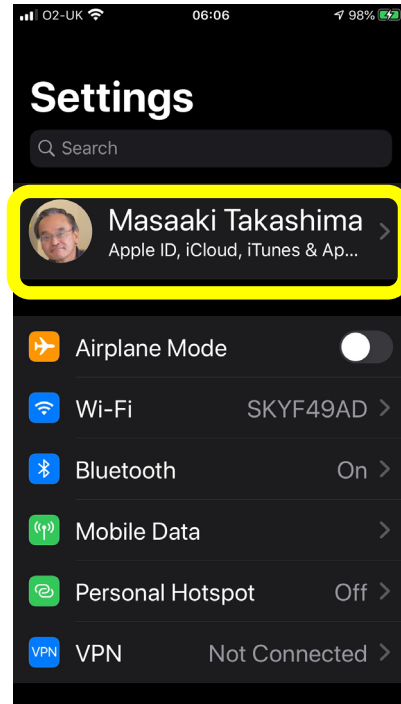 O2-UK 06:06 98%
Settings
Search
Masaaki Takashima
Apple ID, iCloud, iTunes & Ap...
Airplane Mode
Wi-Fi SKYF49AD
Bluetooth On
Mobile Data
Personal Hotspot Off
VPN VPN Not Connected